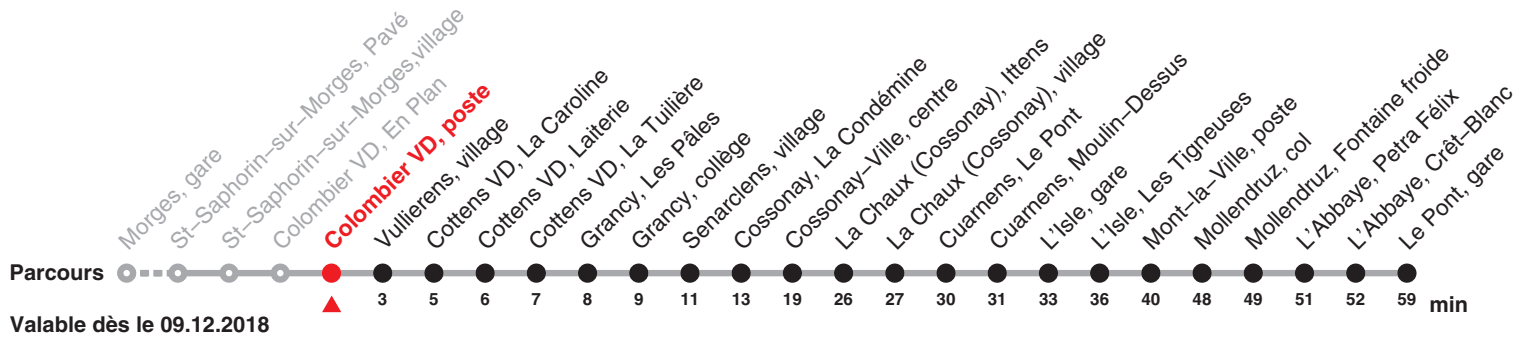 Morges, gare
St–Saphorin–sur–Morges, Pavé
St–Saphorin–sur–Morges,village
Colombier VD, En Plan
Colombier VD, poste
Vullierens, village
Cottens VD, La Caroline
Cottens VD, Laiterie
Cottens VD, La Tuilière
Grancy, Les Pâles
Grancy, collège
Senarclens, village
Cossonay, La Condémine
Cossonay–Ville, centre
La Chaux (Cossonay), Ittens
La Chaux (Cossonay), village
Cuarnens, Le Pont
Cuarnens, Moulin–Dessus
L'Isle, gare
L'Isle, Les Tigneuses
Mont–la–Ville, poste
Mollendruz, col
Mollendruz, Fontaine froide
L'Abbaye, Petra Félix
L'Abbaye, Crêt–Blanc
Le Pont, gare
Parcours
3 5 6 7 8 9 11 13 19 26 27 30 31 33 36 40 48 49 51 52 59 min
Valable dès le 09.12.2018